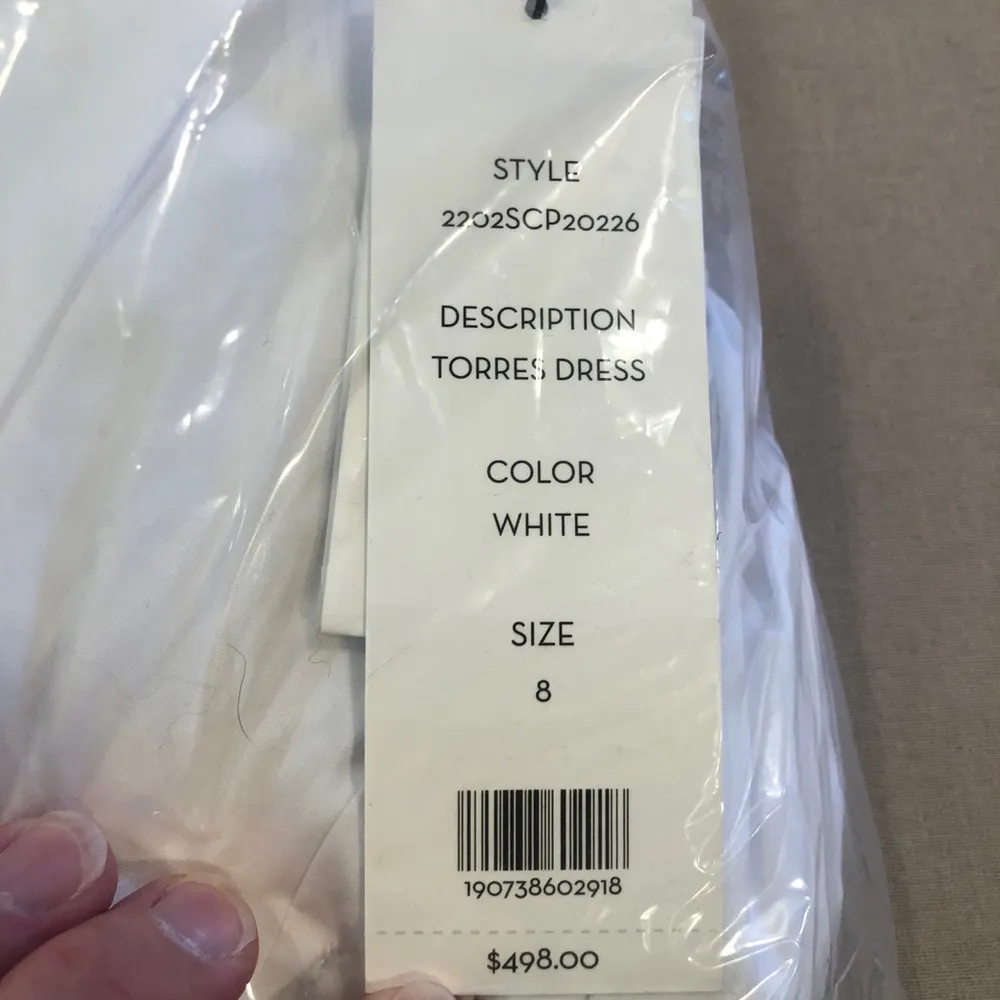 STYLE
2202SCP20226
DESCRIPTION
TORRES DRESS
COLOR
WHITE
SIZE
8
190738602918
$498.00